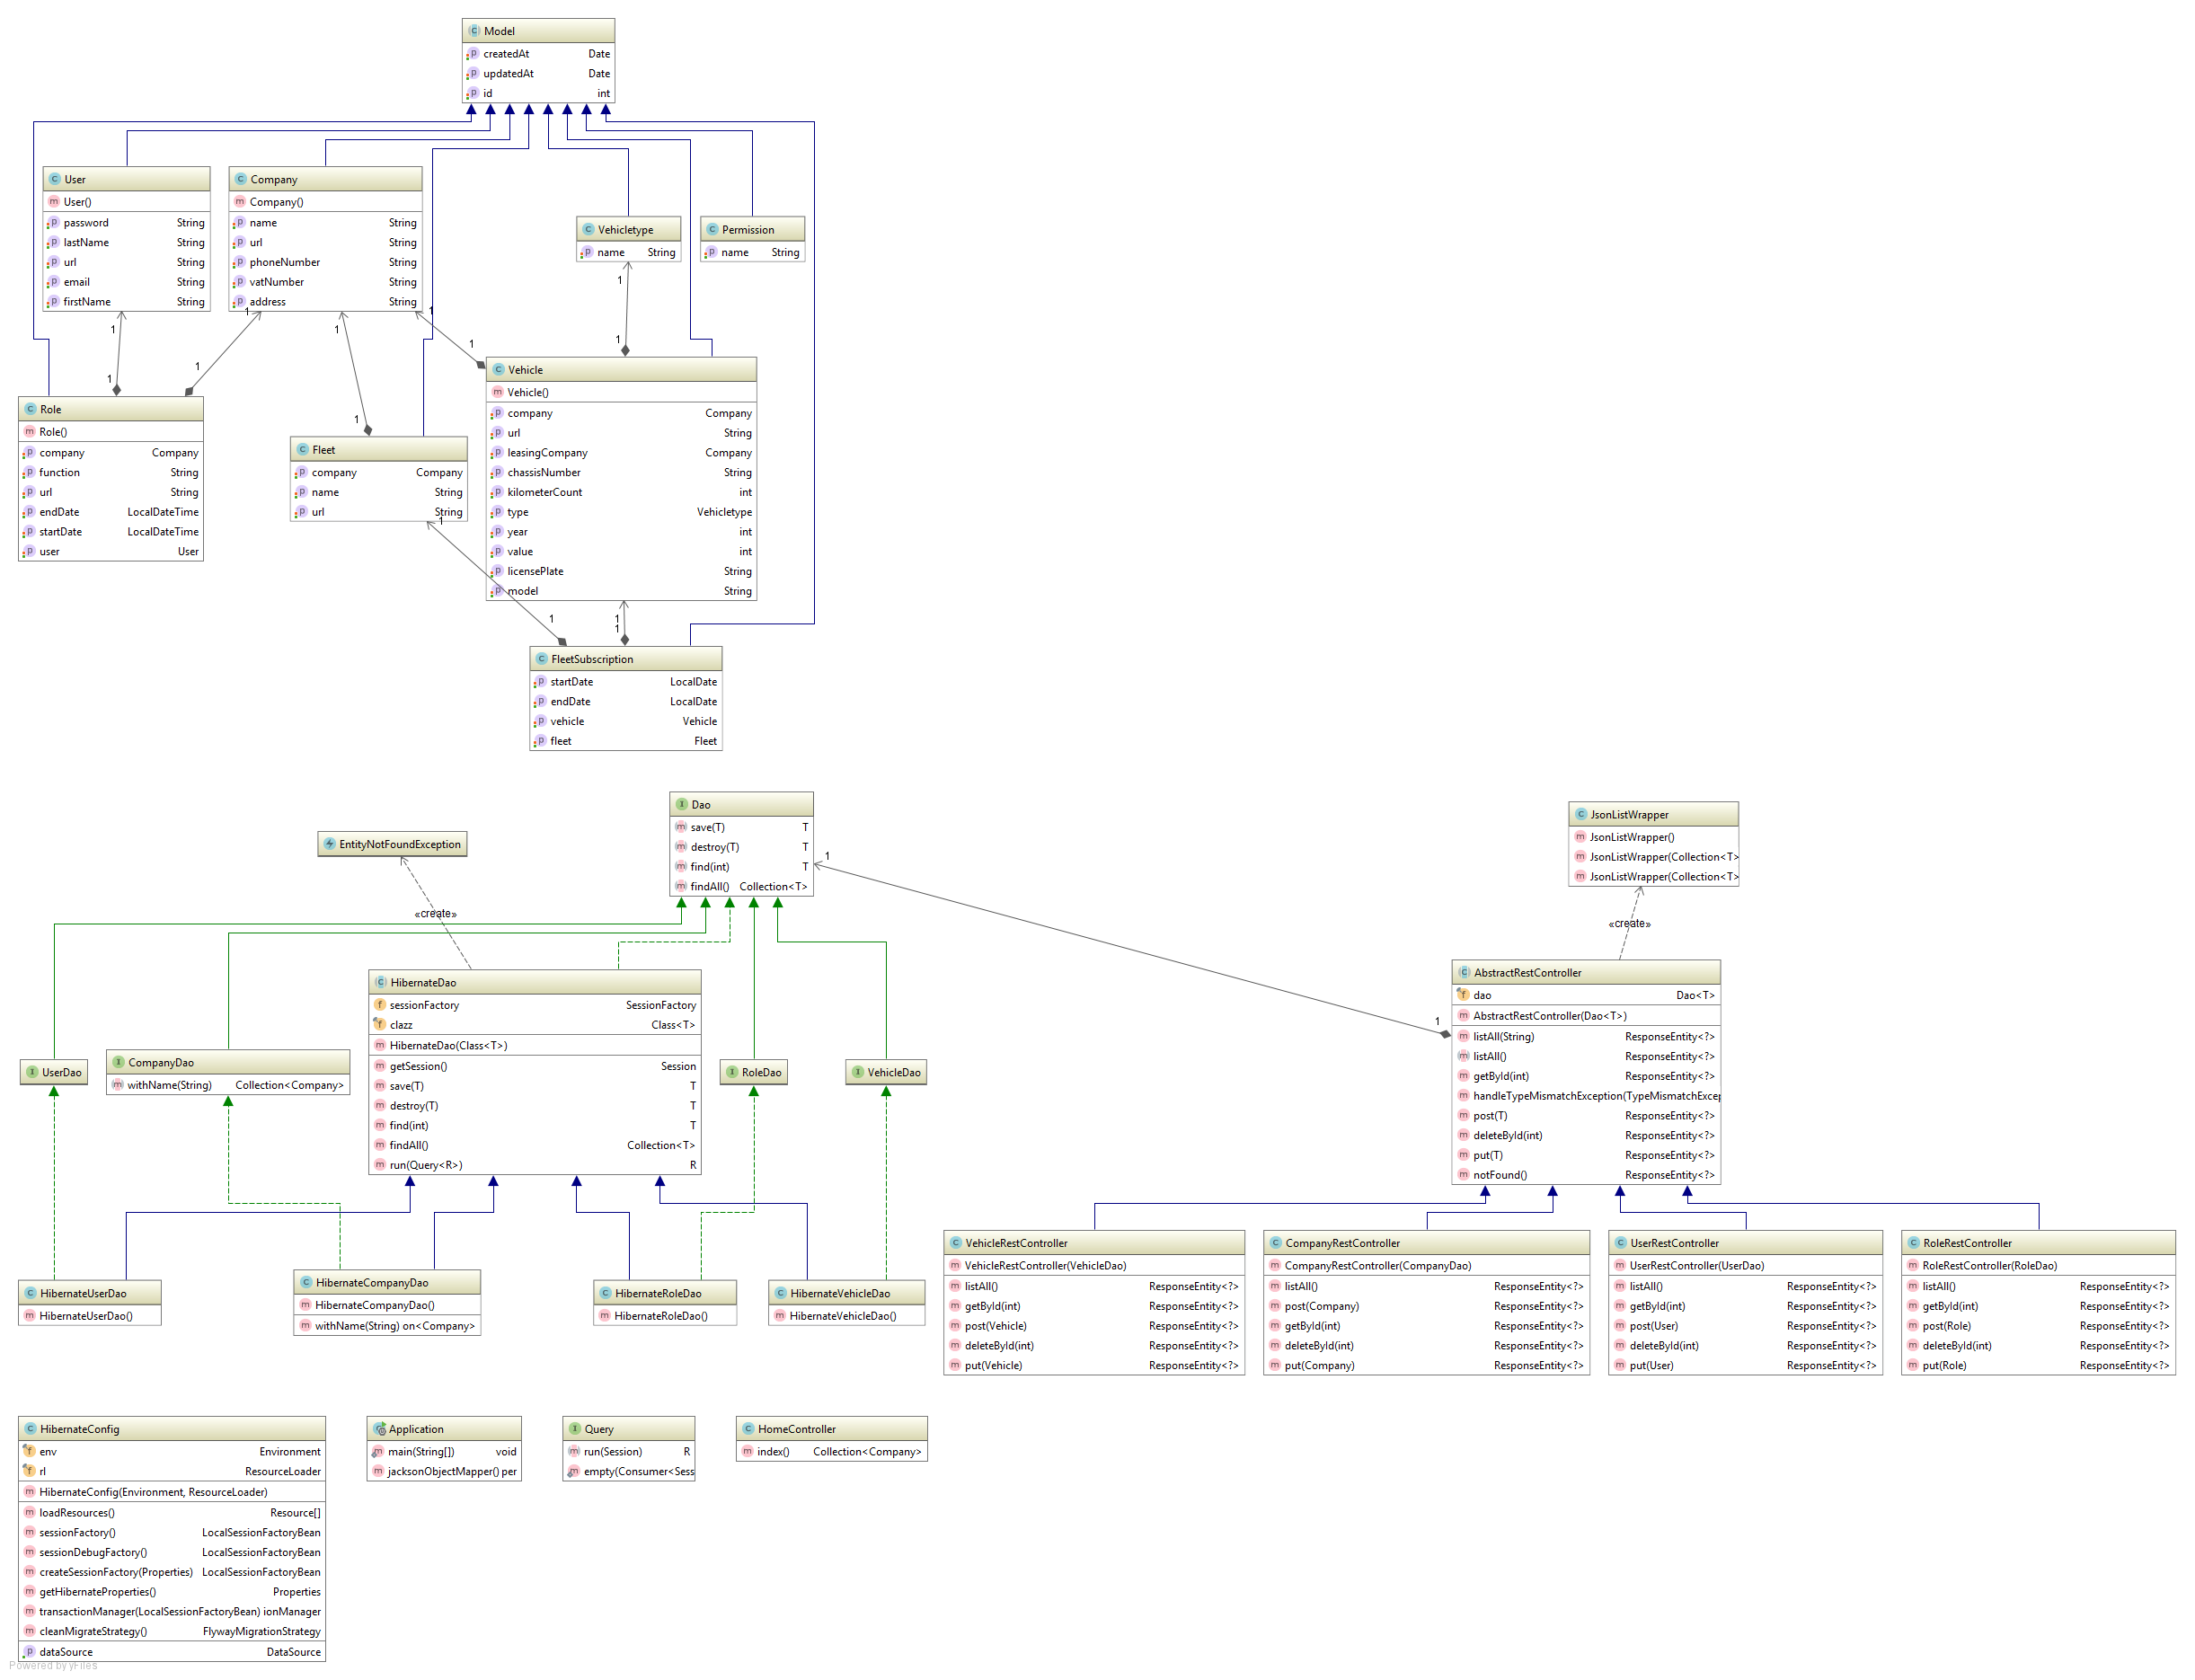 Model
createdAt Date
updatedAt Date
id int
User
User()
password String
lastName String
url String
email String
firstName String
Company
Company()
name String
url String
phoneNumber String
vatNumber String
address String
Vehicletype
name String
Permission
name String
1
1
1
1
1
1
1
1
1
1
Role
Role()
company Company
function String
url String
endDate LocalDateTime
startDate LocalDateTime
user User
Fleet
company Company
name String
url String
Vehicle
Vehicle()
company Company
url String
leasingCompany Company
chassisNumber String
kilometerCount int
type Vehicletype
year int
value int
licensePlate String
model String
1
1
1
1
FleetSubscription
startDate LocalDate
endDate LocalDate
vehicle Vehicle
fleet Fleet
Dao
save(T) T
destroy(T) T
find(int) T
findAll() Collection<T>
1
EntityNotFoundException
«create»
JsonListWrapper
JsonListWrapper()
JsonListWrapper(Collection<T>
JsonListWrapper(Collection<T>
«create»
HibernateDao
sessionFactory SessionFactory
clazz Class<T>
HibernateDao(Class<T>)
getSession() Session
save(T) T
destroy(T) T
find(int) T
findAll() Collection<T>
run(Query<R>) R
UserDao
CompanyDao
withName(String) Collection<Company>
RoleDao
VehicleDao
1
AbstractRestController
dao Dao<T>
AbstractRestController(Dao<T>)
listAll(String) ResponseEntity<?>
listAll() ResponseEntity<?>
getById(int) ResponseEntity<?>
handleTypeMismatchException(TypeMismatchExcep
post(T) ResponseEntity<?>
deleteById(int) ResponseEntity<?>
put(T) ResponseEntity<?>
notFound() ResponseEntity<?>
HibernateUserDao
HibernateUserDao()
HibernateCompanyDao
HibernateCompanyDao()
withName(String) on<Company>
HibernateRoleDao
HibernateRoleDao()
HibernateVehicleDao
HibernateVehicleDao()
VehicleRestController
VehicleRestController(VehicleDao)
listAll() ResponseEntity<?>
getById(int) ResponseEntity<?>
post(Vehicle) ResponseEntity<?>
deleteById(int) ResponseEntity<?>
put(Vehicle) ResponseEntity<?>
CompanyRestController
CompanyRestController(CompanyDao)
listAll() ResponseEntity<?>
post(Company) ResponseEntity<?>
getById(int) ResponseEntity<?>
deleteById(int) ResponseEntity<?>
put(Company) ResponseEntity<?>
UserRestController
UserRestController(UserDao)
listAll() ResponseEntity<?>
getById(int) ResponseEntity<?>
post(User) ResponseEntity<?>
deleteById(int) ResponseEntity<?>
put(User) ResponseEntity<?>
RoleRestController
RoleRestController(RoleDao)
listAll() ResponseEntity<?>
getById(int) ResponseEntity<?>
post(Role) ResponseEntity<?>
deleteById(int) ResponseEntity<?>
put(Role) ResponseEntity<?>
HibernateConfig
env Environment
rl ResourceLoader
HibernateConfig(Environment, ResourceLoader)
loadResources() Resource[]
sessionFactory() LocalSessionFactoryBean
sessionDebugFactory() LocalSessionFactoryBean
createSessionFactory(Properties) LocalSessionFactoryBean
getHibernateProperties() Properties
transactionManager(LocalSessionFactoryBean) ionManager
cleanMigrateStrategy() FlywayMigrationStrategy
dataSource DataSource
Application
main(String[]) void
jacksonObjectMapper() per
Query
run(Session) R
empty(Consumer<Sess
HomeController
index() Collection<Company>
Powered by yFiles